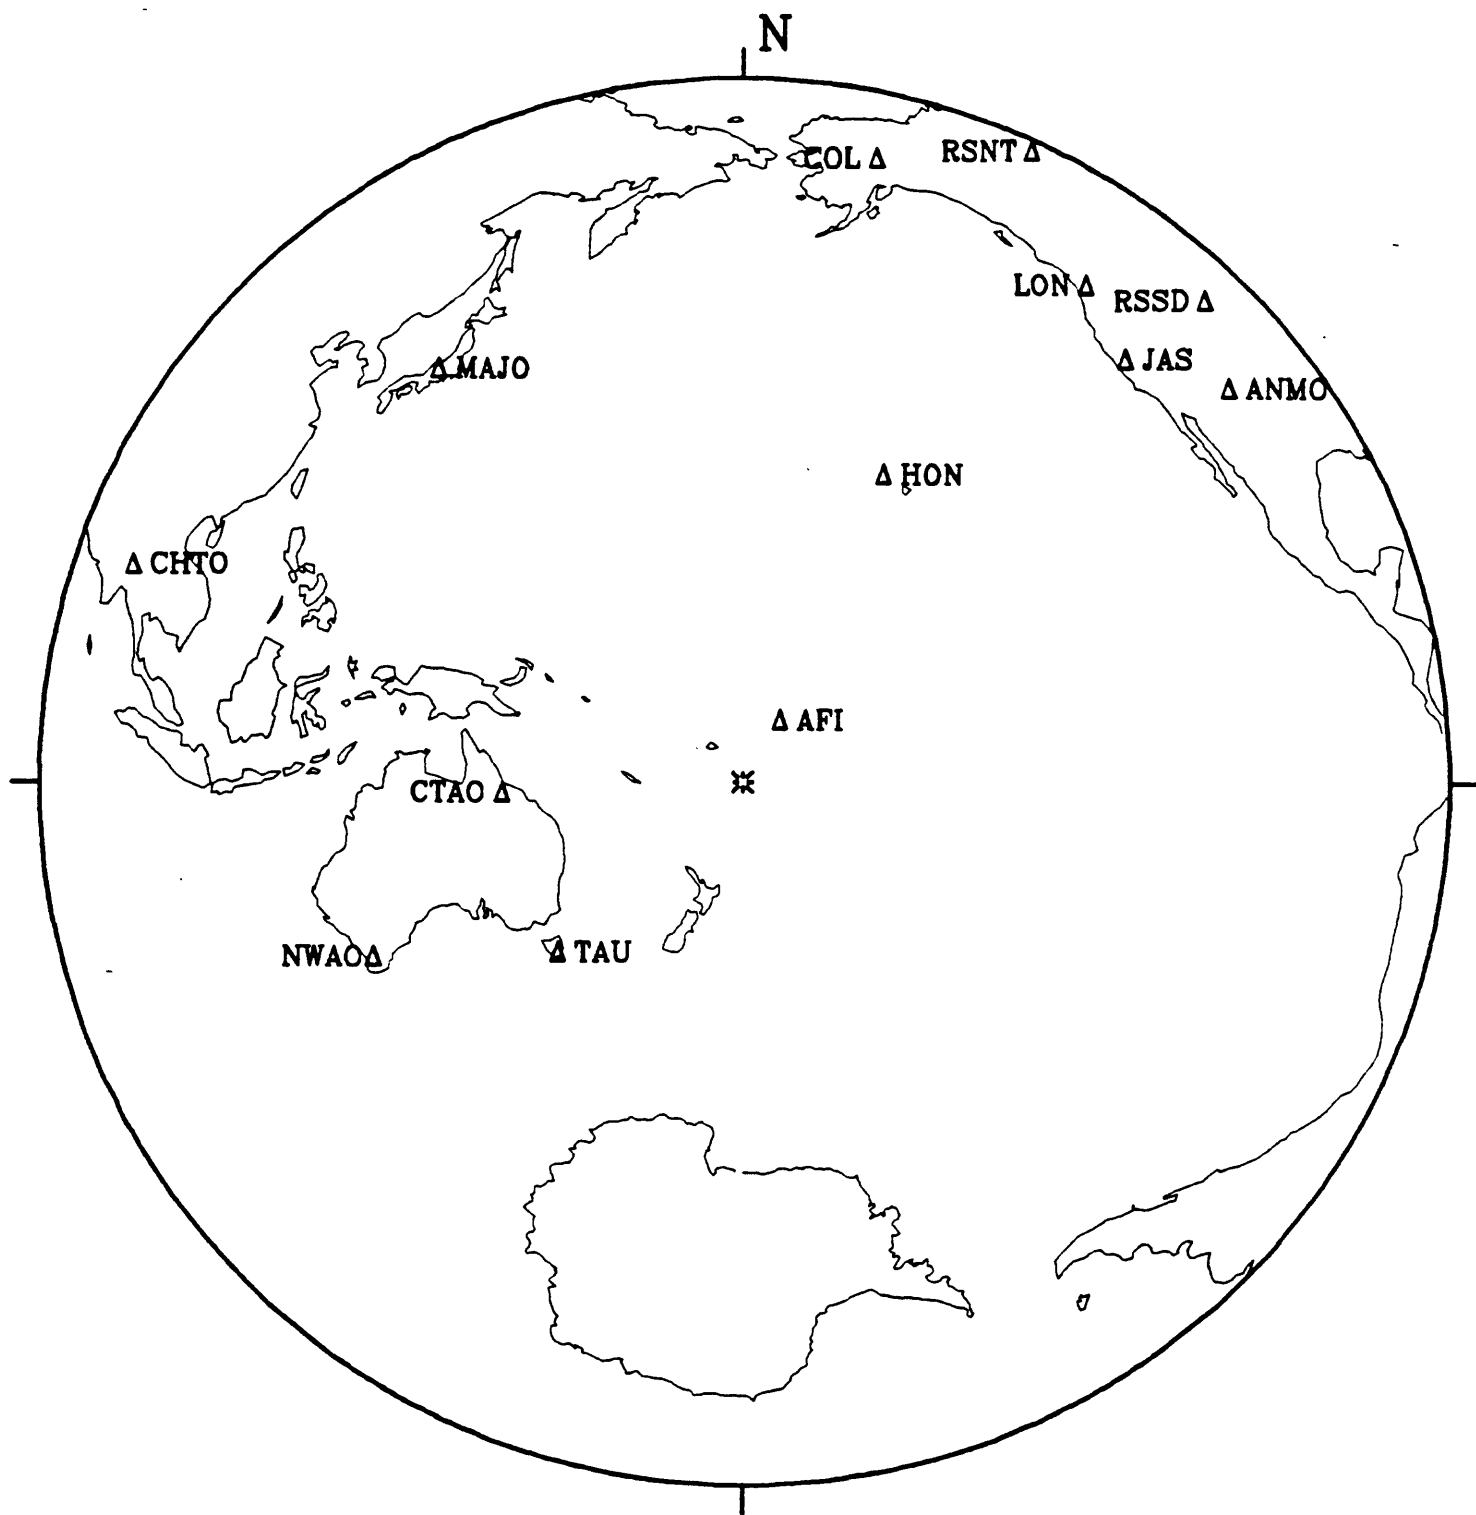 N
COL
RSNT
LON
RSSD
MAJO
JAS
ANMO
HON
CHTO
AFI
CTAO
NWAO
TAU